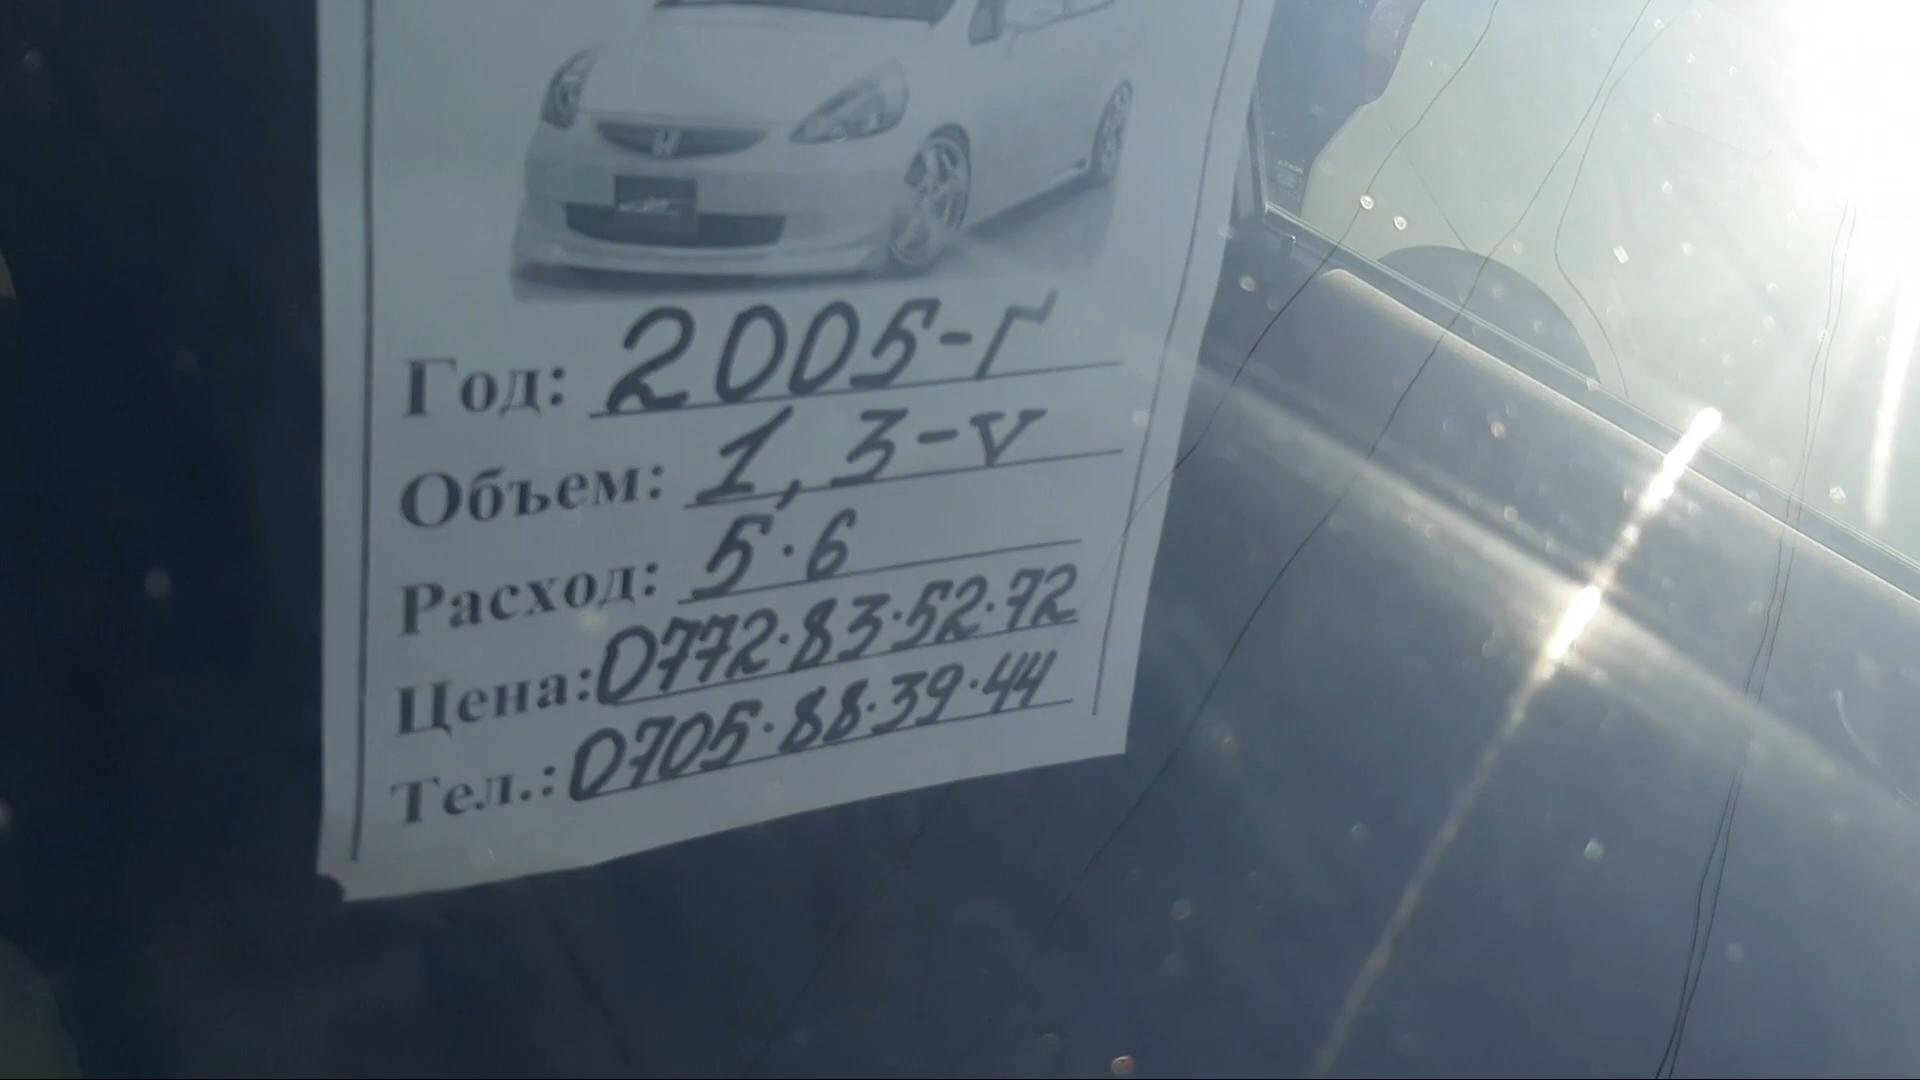 Год: 2005-г
Объем: 1,3-v
Расход: 5.6
Цена: 0772.83.52.72
Тел.: 0705.88.39.44